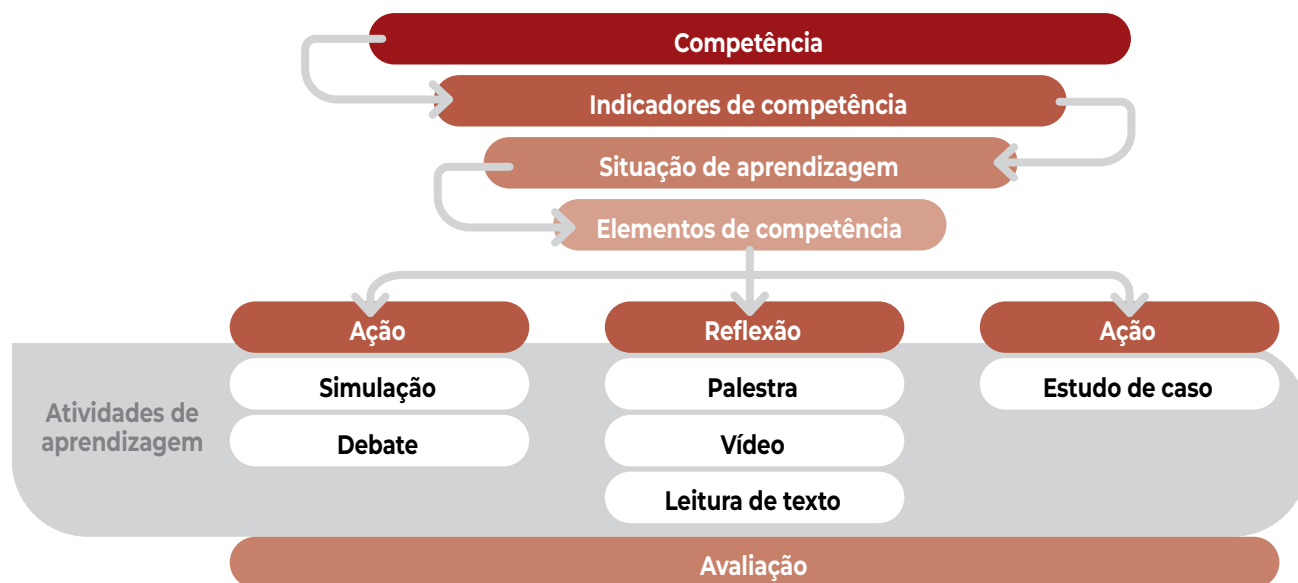 Competência
Indicadores de competência
Situação de aprendizagem
Elementos de competência
Ação
Reflexão
Ação
Atividades de
aprendizagem
Simulação
Palestra
Estudo de caso
Debate
Vídeo
Leitura de texto
Avaliação